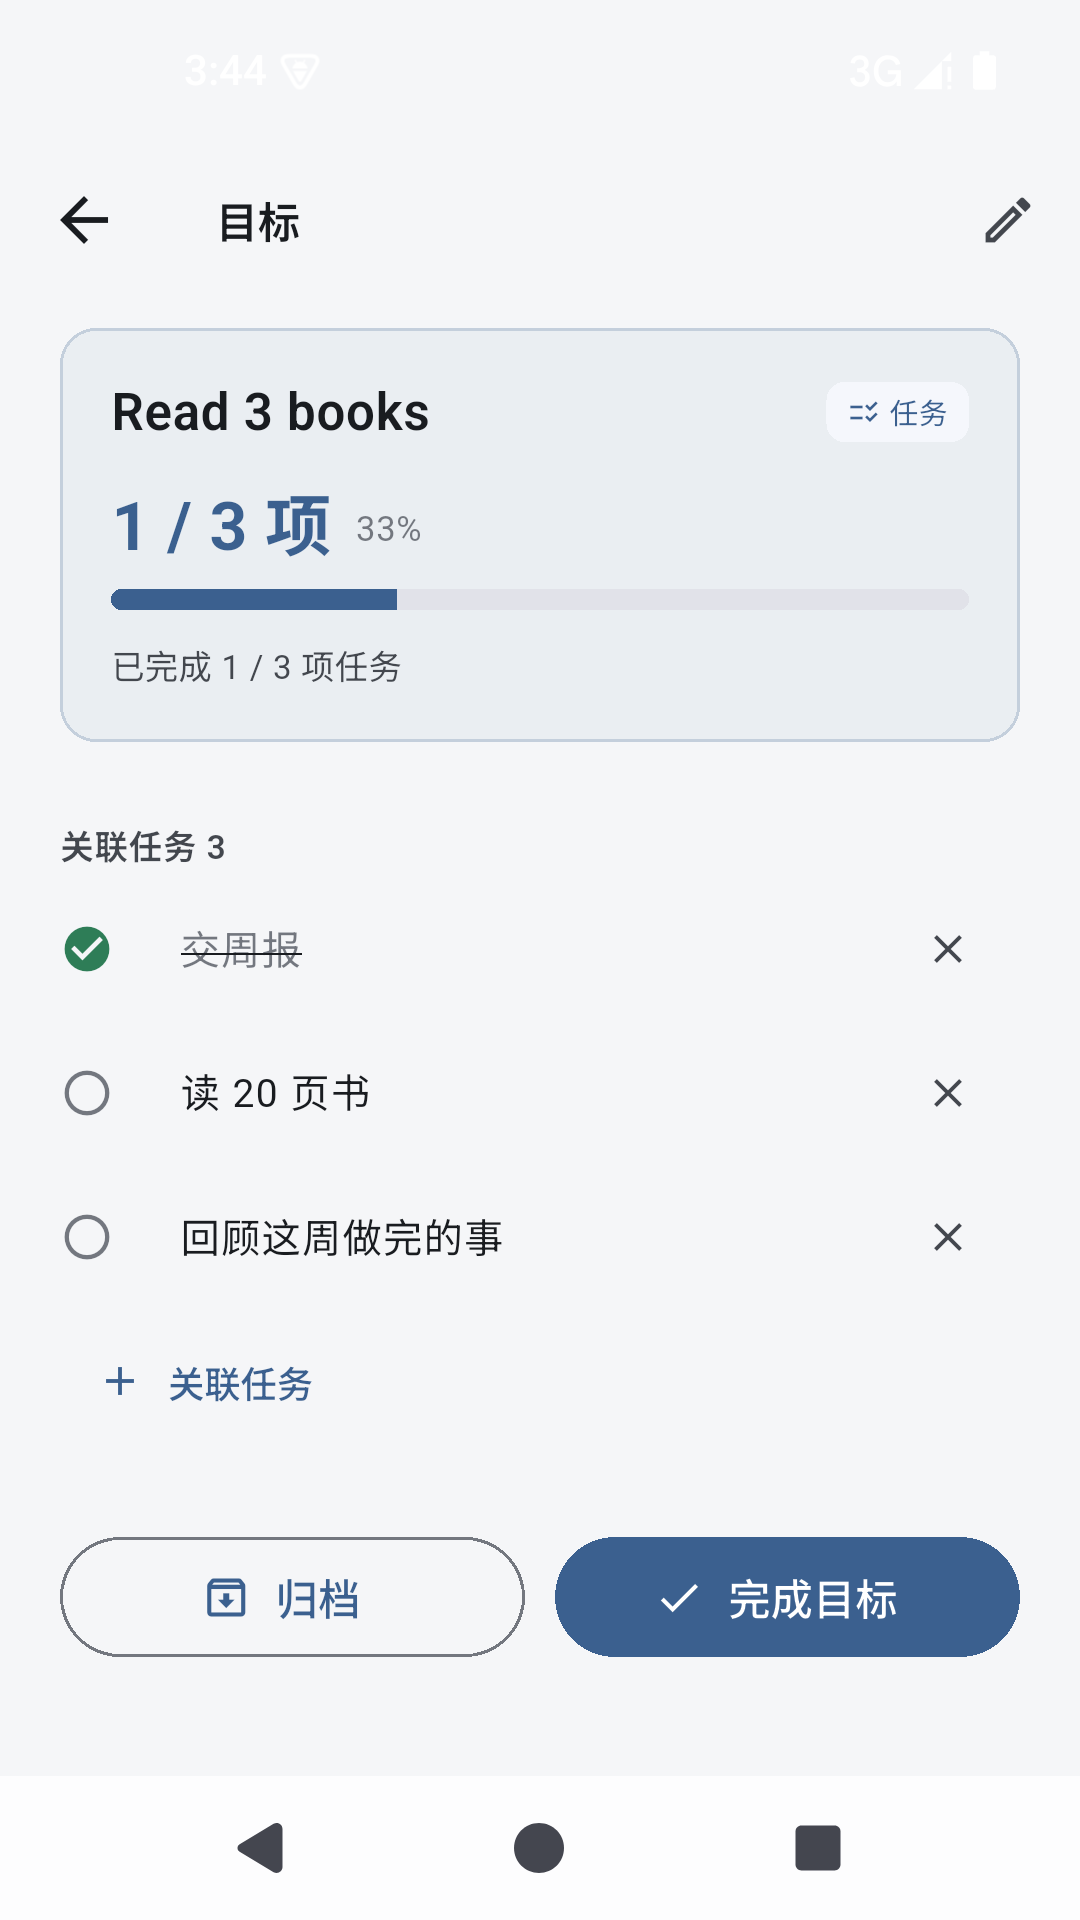 3:44 3G
目标
Read 3 books
任务
1 / 3 项 33%
已完成 1 / 3 项任务
关联任务 3
交周报
读 20 页书
回顾这周做完的事
关联任务
归档
完成目标